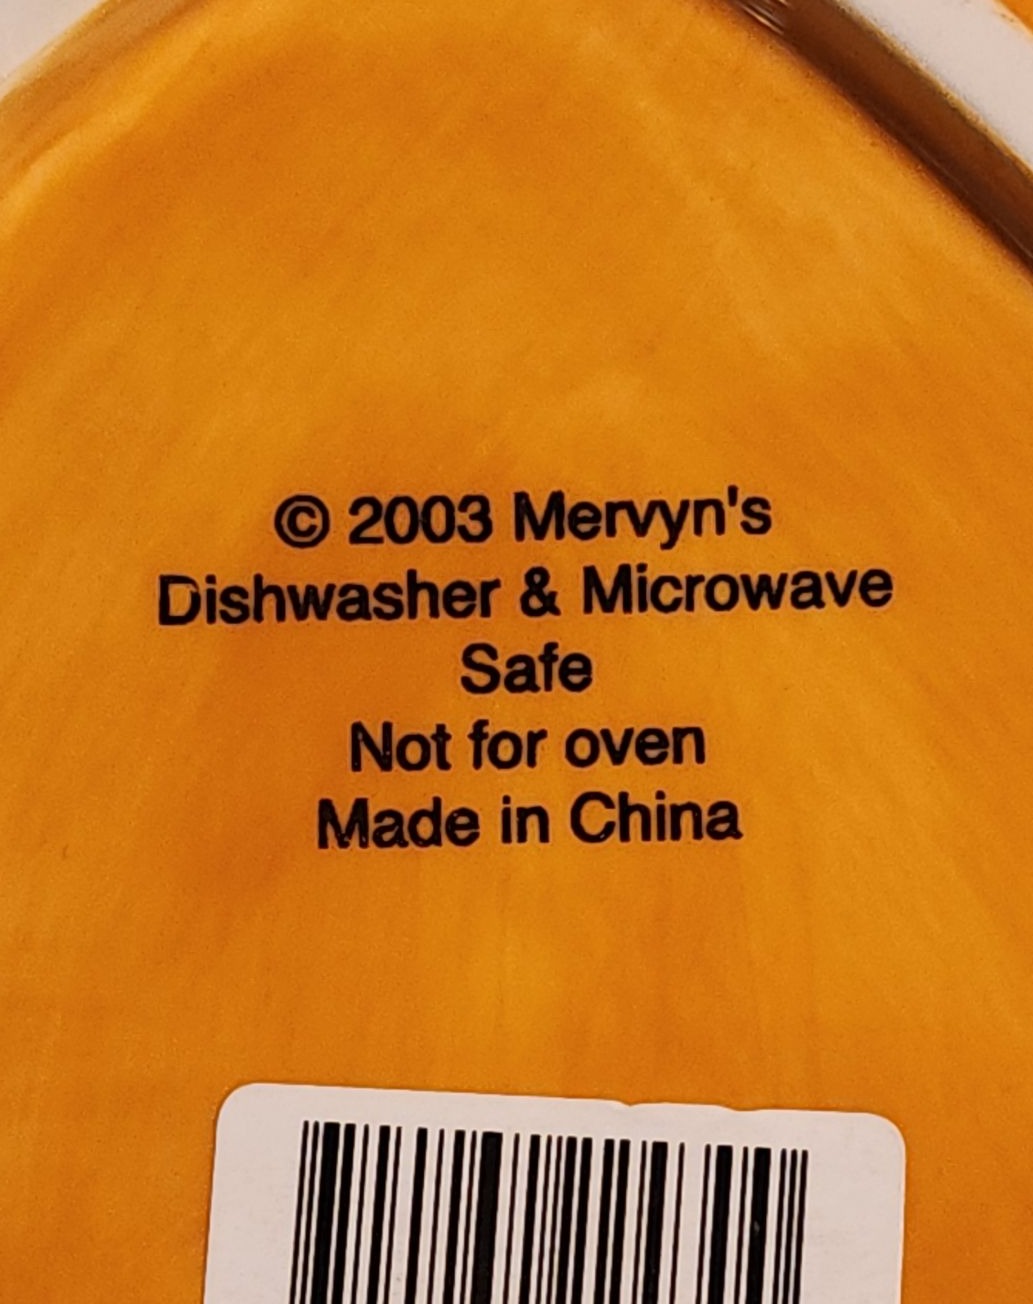 © 2003 Mervyn's
Dishwasher & Microwave
Safe
Not for oven
Made in China